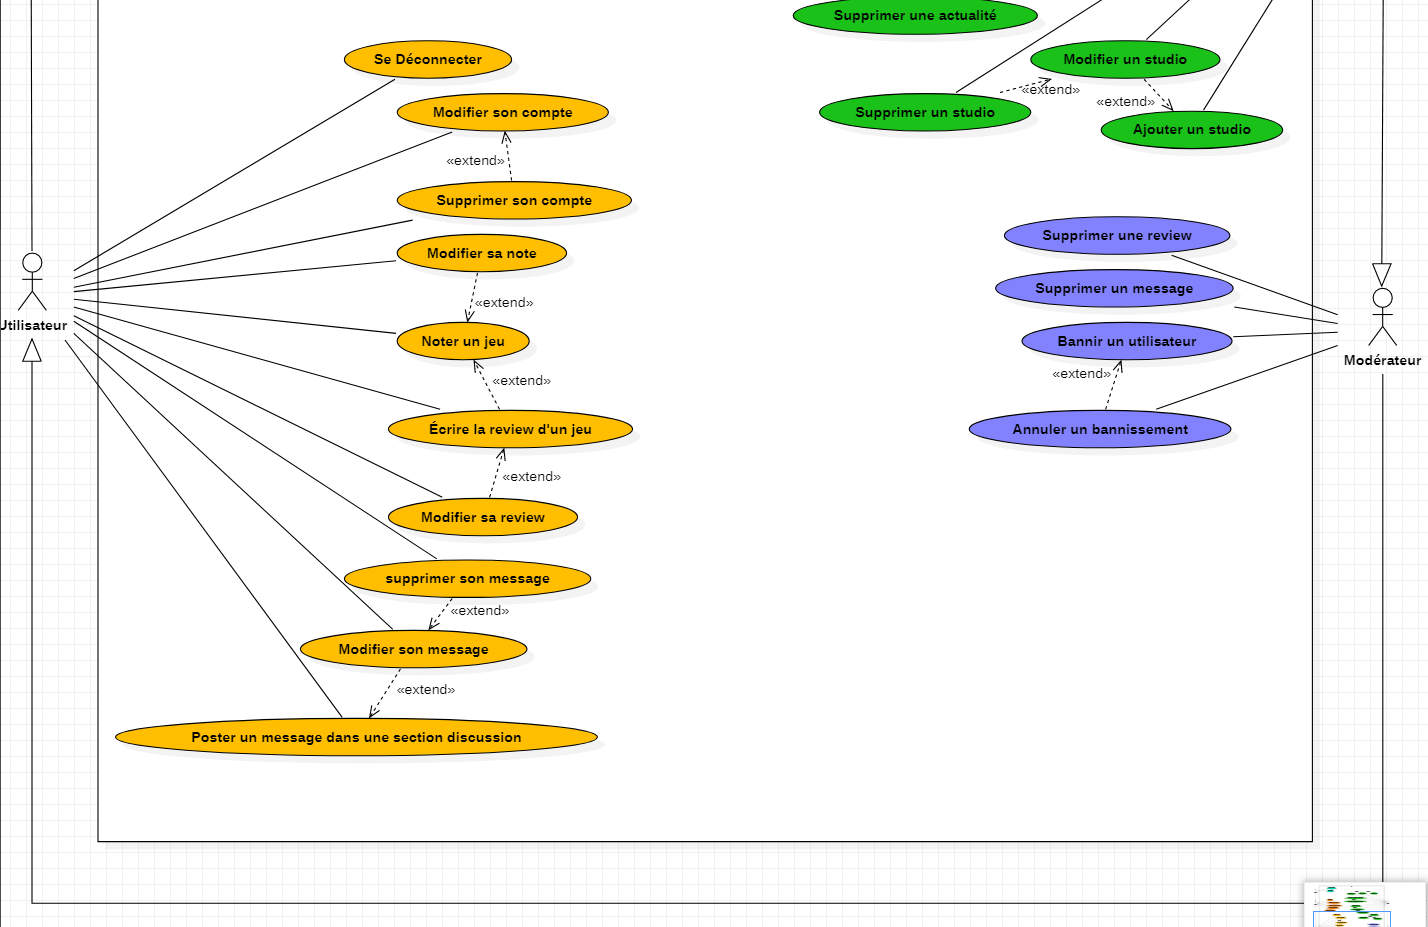 Supprimer une actualité
Se Déconnecter
Modifier un studio
«extend»
«extend»
Modifier son compte
Supprimer un studio
Ajouter un studio
«extend»
Supprimer son compte
Supprimer une review
Modifier sa note
Supprimer un message
«extend»
Utilisateur
Noter un jeu
Bannir un utilisateur
Modérateur
«extend»
«extend»
Écrire la review d'un jeu
Annuler un bannissement
«extend»
Modifier sa review
supprimer son message
«extend»
Modifier son message
«extend»
Poster un message dans une section discussion